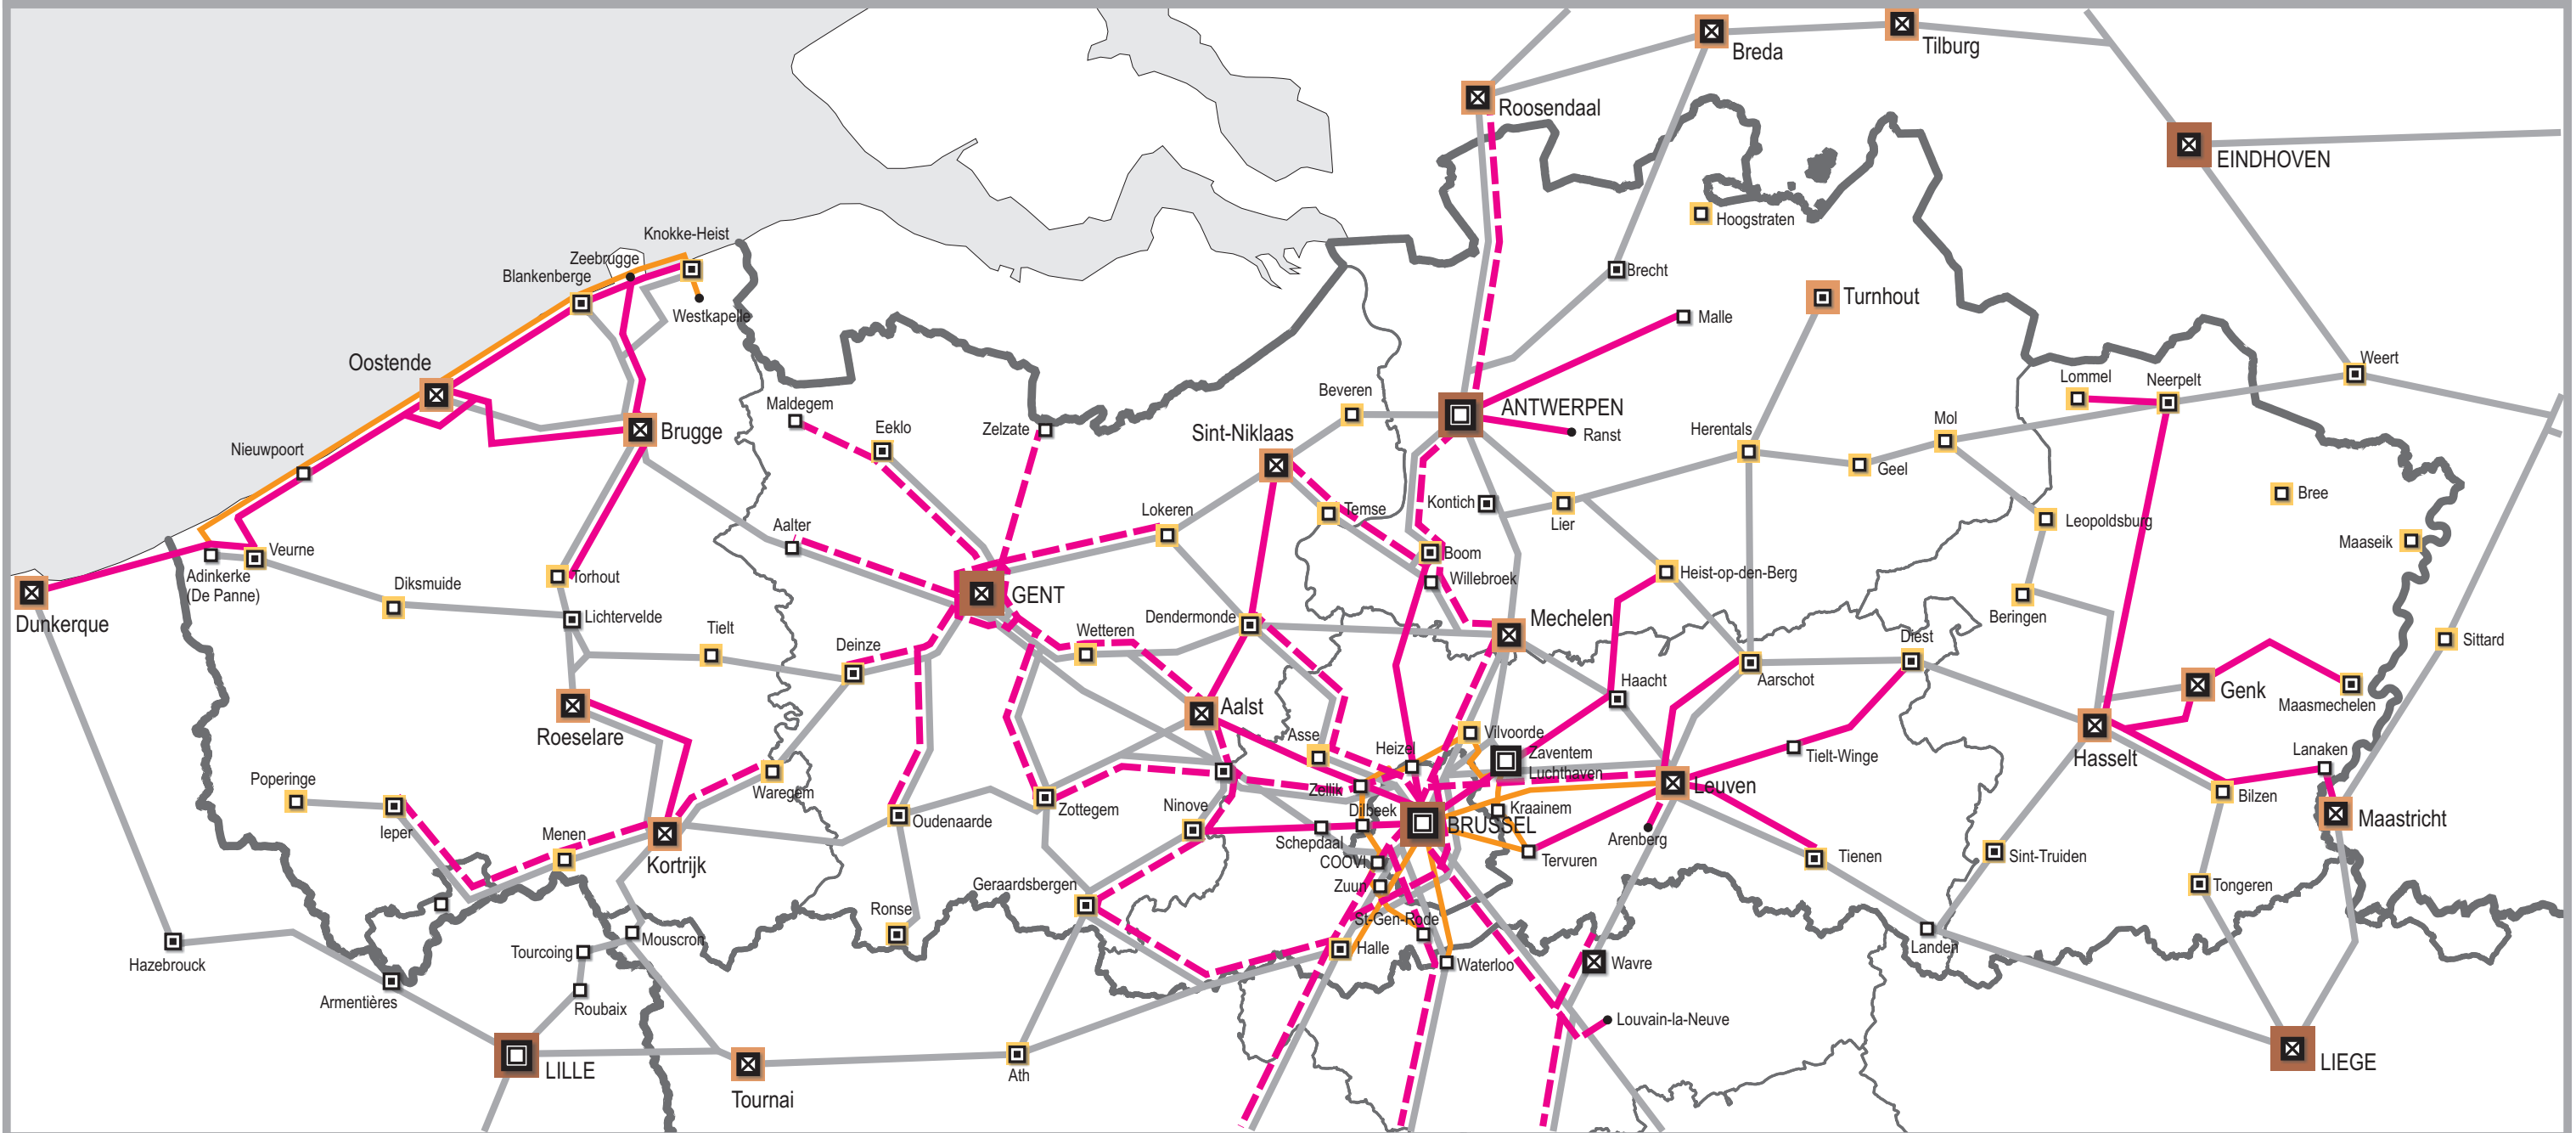 Breda
Tilburg
Roosendaal
EINDHOVEN
Hoogstraten
Knokke-Heist
Zeebrugge
Blankenberge
Brecht
Westkapelle
Turnhout
Malle
Oostende
Weert
Lommel
Neerpelt
Beveren
Maldegem
ANTWERPEN
Eeklo
Zelzate
Brugge
Sint-Niklaas
Ranst
Herentals
Mol
Nieuwpoort
Geel
Bree
Kontich
Lokeren
Temse
Lier
Leopoldsburg
Aalter
Maaseik
Veurne
Boom
Adinkerke
(De Panne)
Diksmuide
Torhout
Willebroek
Heist-op-den-Berg
GENT
Dunkerque
Lichtervelde
Dendermonde
Mechelen
Beringen
Tielt
Wetteren
Deinze
Diest
Sittard
Haacht
Aarschot
Genk
Aalst
Maasmechelen
Roeselare
Asse
Heizel
Vilvoorde
Zaventem
Luchthaven
Tielt-Winge
Hasselt
Lanaken
Poperinge
Waregem
Zellik
Leuven
Ieper
Menen
Oudenaarde
Zottegem
Ninove
Dilbeek
Kraainem
Bilzen
BRUSSEL
Maastricht
Kortrijk
Schepdaal
COOVI
Tervuren
Arenberg
Tienen
Sint-Truiden
Geraardsbergen
Zuun
Tongeren
Ronse
St-Gen-Rode
Mouscron
Tourcoing
Halle
Waterloo
Wavre
Landen
Hazebrouck
Armentières
Roubaix
Louvain-la-Neuve
LILLE
Ath
LIEGE
Tournai